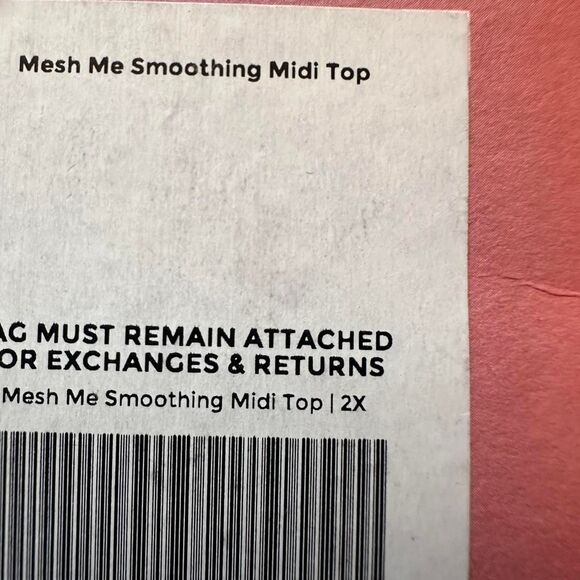 Mesh Me Smoothing Midi Top
AG MUST REMAIN ATTACHED
OR EXCHANGES & RETURNS
Mesh Me Smoothing Midi Top | 2X